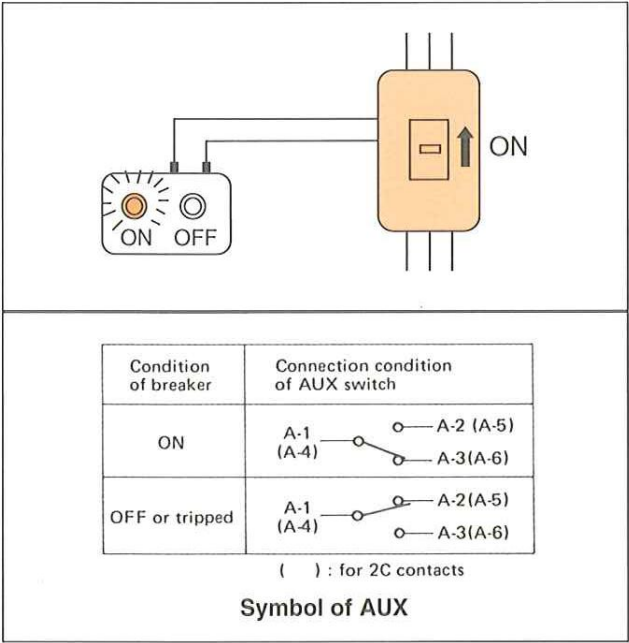 ON
ON OFF
Condition of breaker
Connection condition of AUX switch
ON
A-1 (A-4)
A-2 (A-5)
A-3(A-6)
OFF or tripped
A-1 (A-4)
A-2(A-5)
A-3(A-6)
( ) : for 2C contacts
Symbol of AUX